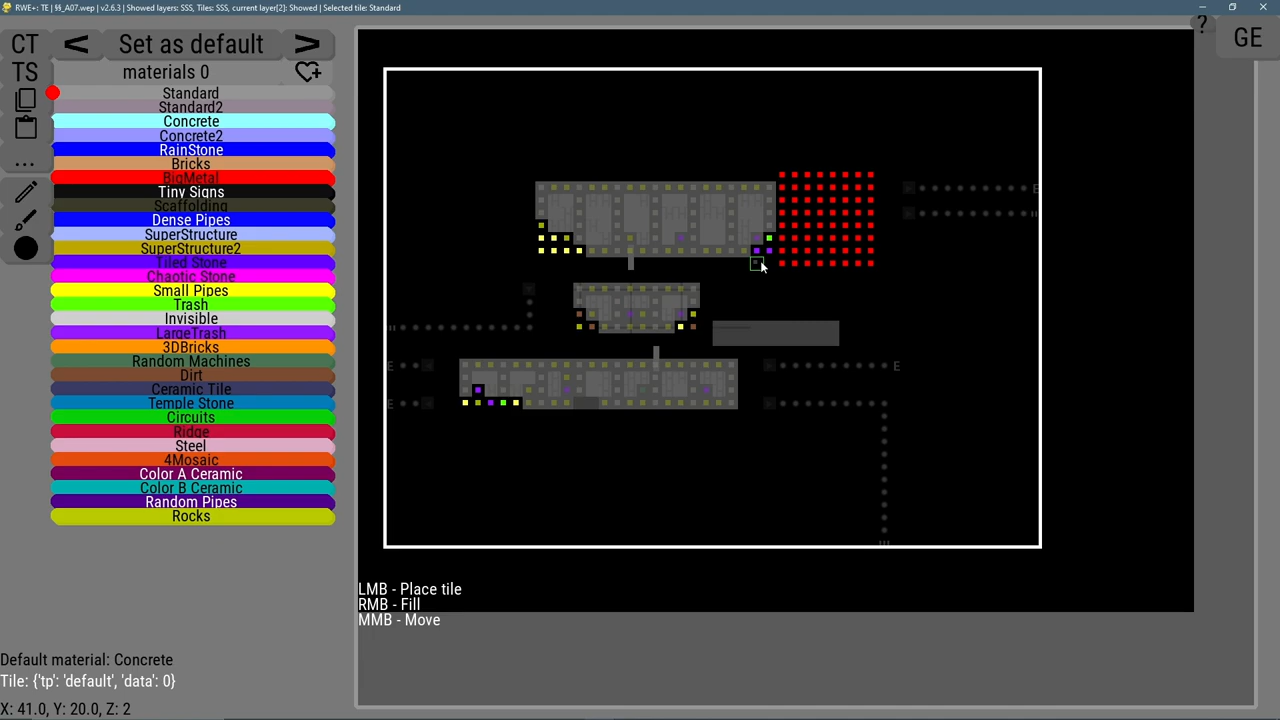 RWE+: TE | §§_A07.wep | v2.6.3 | Showed layers: SSS, Tiles: SSS, current layer[2]: Showed | Selected tile: Standard
CT
<
Set as default
>
?
GE
TS
materials 0
Standard
Standard2
Concrete
Concrete2
RainStone
Bricks
BigMetal
Tiny Signs
Scaffolding
Dense Pipes
SuperStructure
SuperStructure2
Tiled Stone
Chaotic Stone
Small Pipes
Trash
Invisible
LargeTrash
3DBricks
Random Machines
Dirt
Ceramic Tile
Temple Stone
Circuits
Ridge
Steel
4Mosaic
Color A Ceramic
Color B Ceramic
Random Pipes
Rocks
...
E
E
E
E
LMB - Place tile
RMB - Fill
MMB - Move
Default material: Concrete
Tile: {'tp': 'default', 'data': 0}
X: 41.0, Y: 20.0, Z: 2